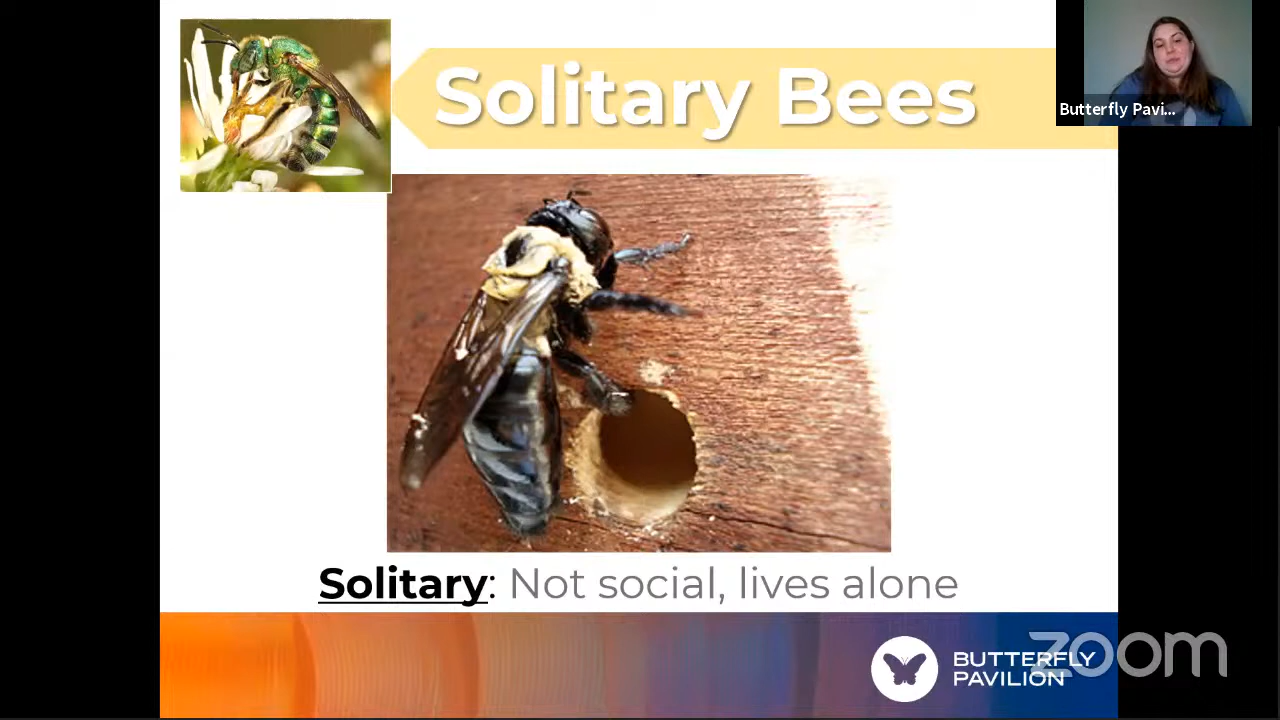 Solitary Bees
Butterfly Pavi...
Solitary: Not social, lives alone
BUTTERFLY
PAVILION
zoom